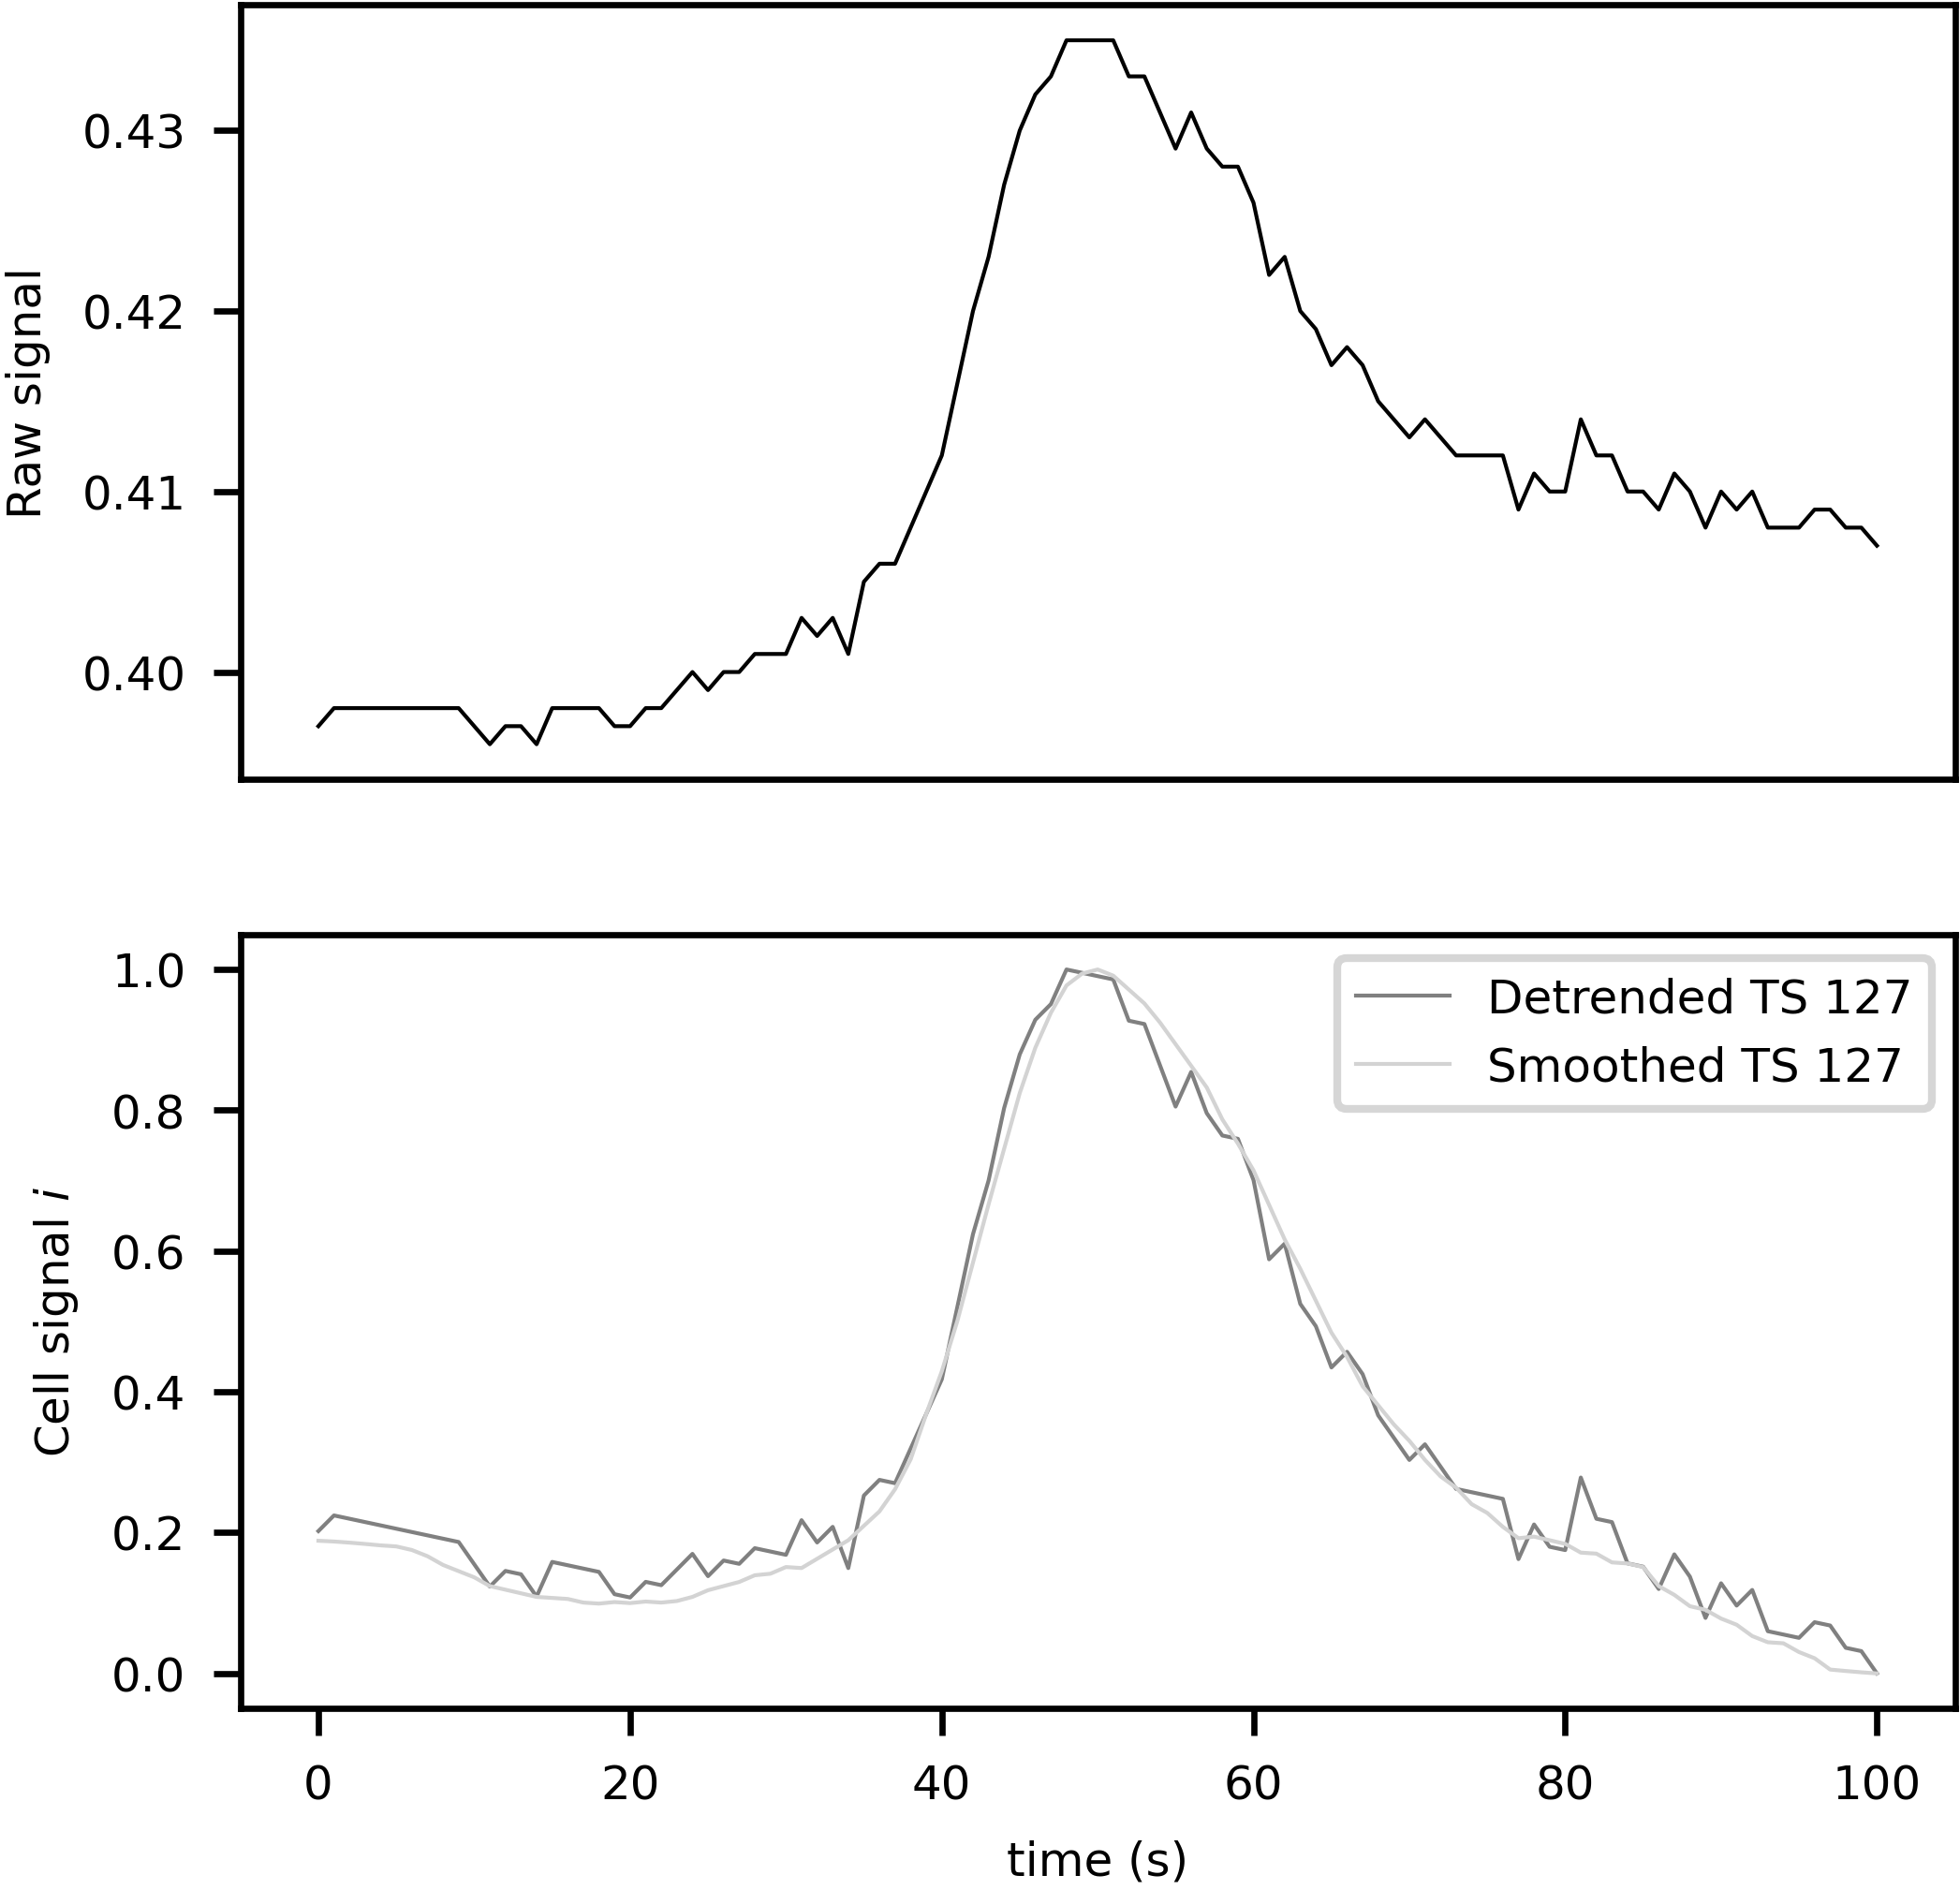 Raw signal
0.43
0.42
0.41
0.40
Cell signal i
1.0
0.8
0.6
0.4
0.2
0.0
Detrended TS 127
Smoothed TS 127
0 20 40 60 80 100
time (s)